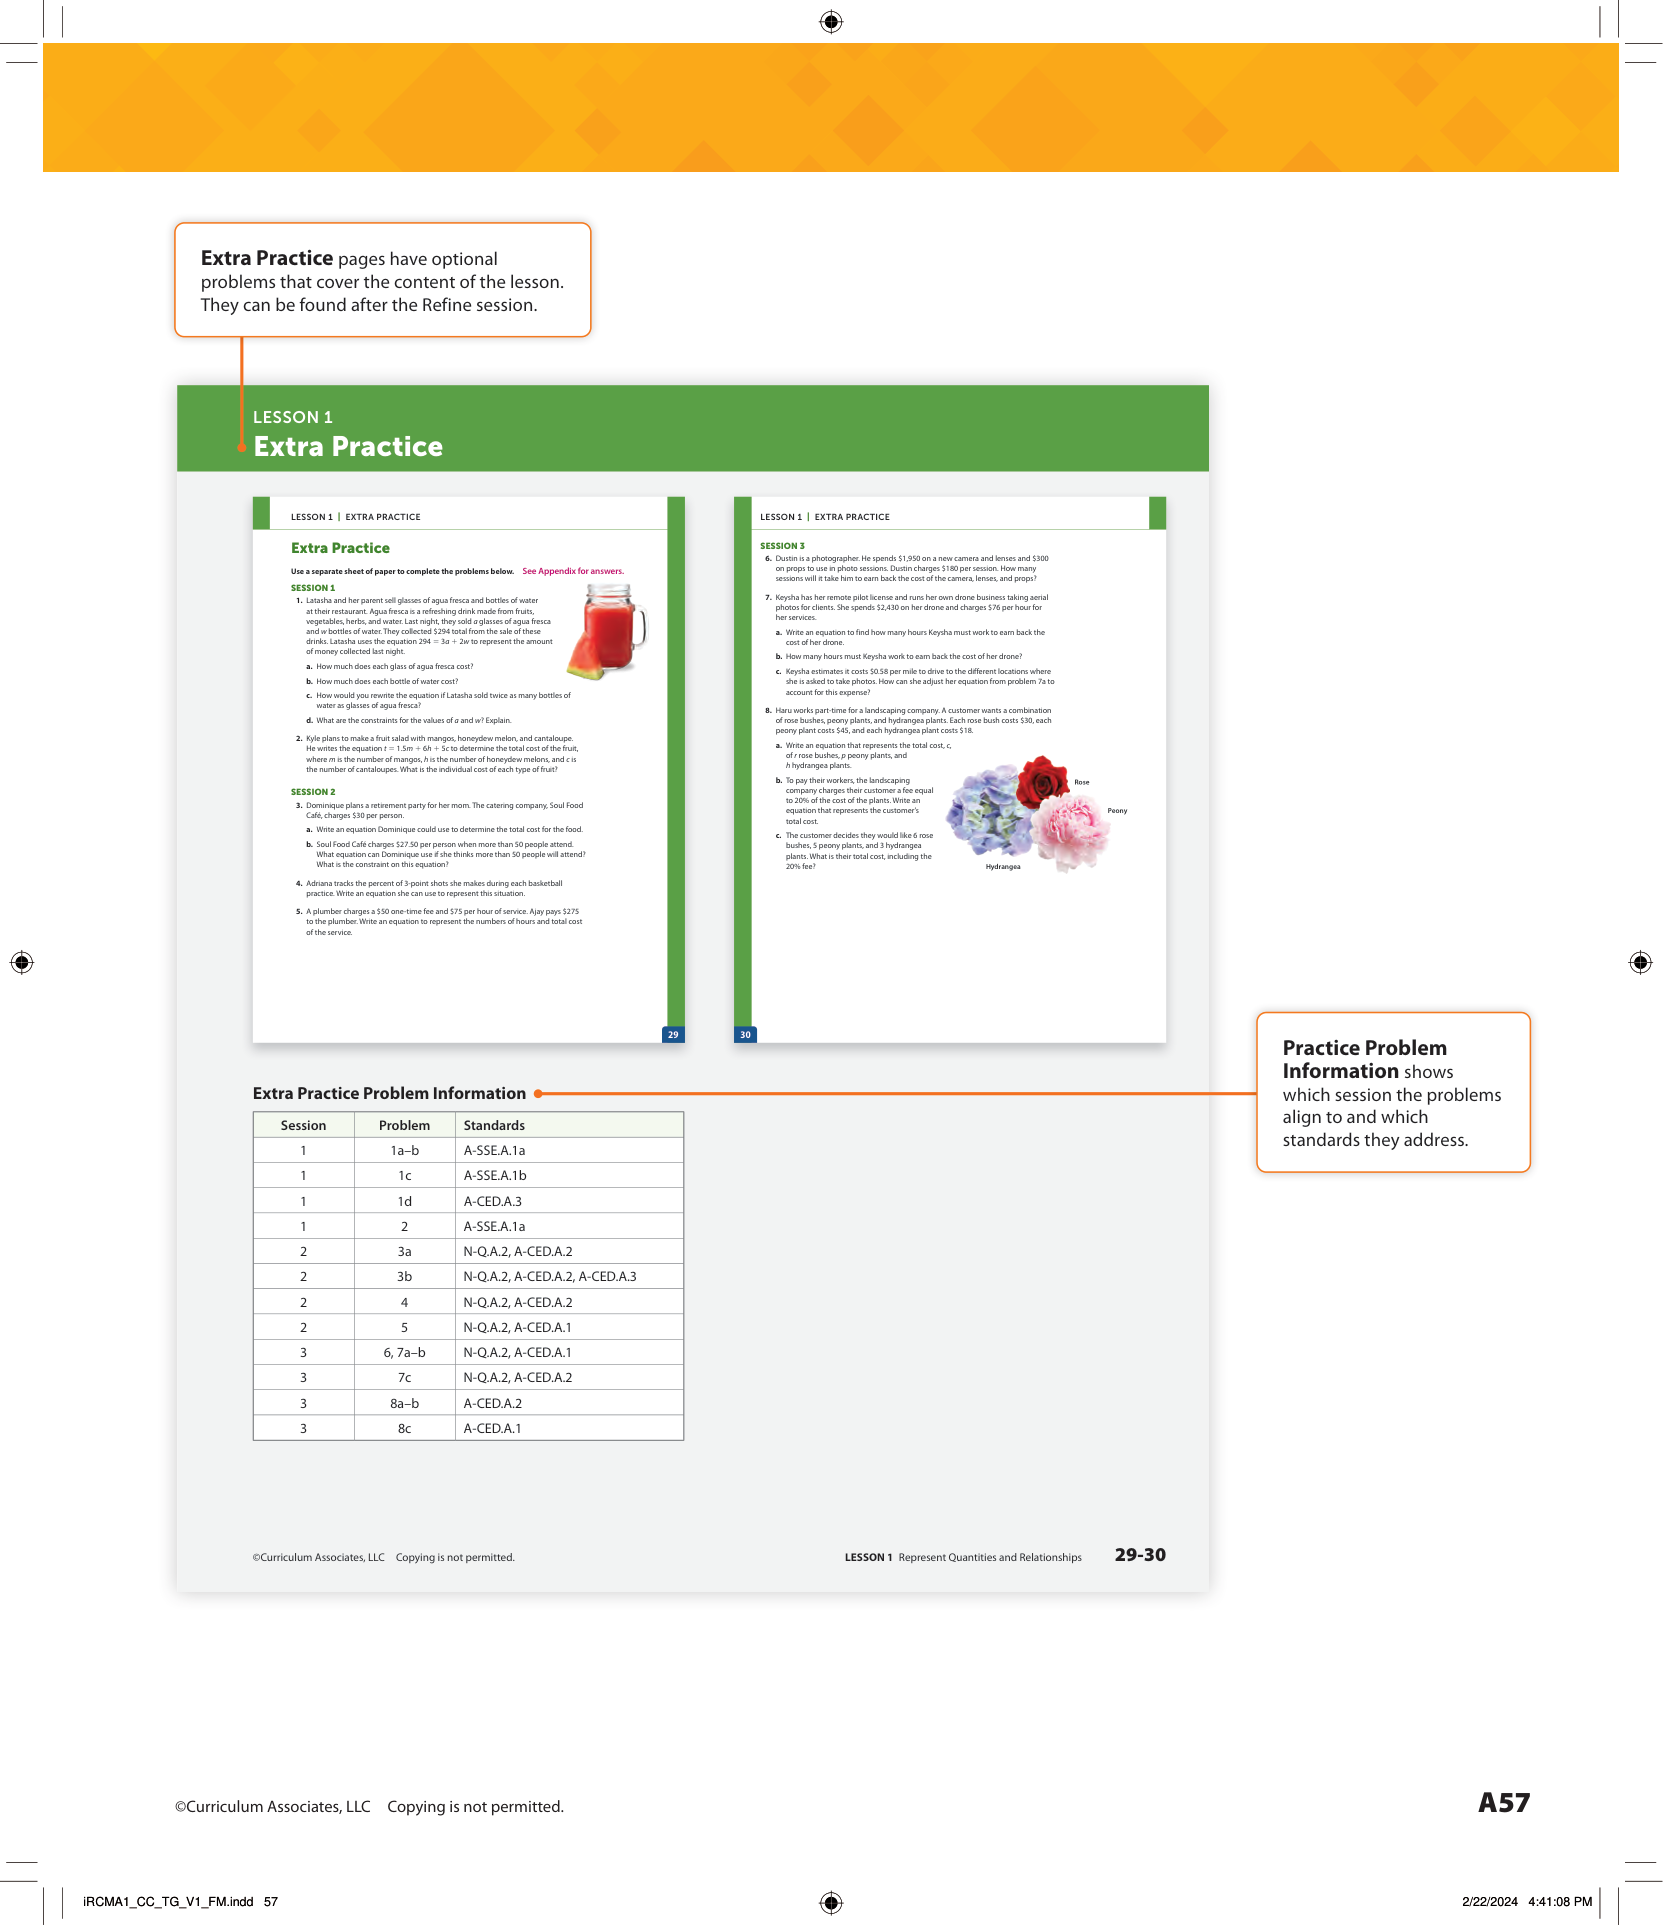 Extra Practice pages have optional
problems that cover the content of the lesson.
They can be found after the Refine session.
LESSON 1
Extra Practice
LESSON 1 | EXTRA PRACTICE
Extra Practice
Use a separate sheet of paper to complete the problems below. See Appendix for answers.
SESSION 1
1. Latasha and her parent sell glasses of agua fresca and bottles of water
at their restaurant. Agua fresca is a refreshing drink made from fruits,
vegetables, herbs, and water. Last night, they sold a glasses of agua fresca
and w bottles of water. They collected $294 total from the sale of these
drinks. Latasha uses the equation 294 = 3a + 2w to represent the amount
of money collected last night.
a. How much does each glass of agua fresca cost?
b. How much does each bottle of water cost?
c. How would you rewrite the equation if Latasha sold twice as many bottles of
water as glasses of agua fresca?
d. What are the constraints for the values of a and w? Explain.
2. Kyle plans to make a fruit salad with mangos, honeydew melon, and cantaloupe.
He writes the equation t = 1.5m + 6h + 5c to determine the total cost of the fruit,
where m is the number of mangos, h is the number of honeydew melons, and c is
the number of cantaloupes. What is the individual cost of each type of fruit?
SESSION 2
3. Dominique plans a retirement party for her mom. The catering company, Soul Food
Café, charges $30 per person.
a. Write an equation Dominique could use to determine the total cost for the food.
b. Soul Food Café charges $27.50 per person when more than 50 people attend.
What equation can Dominique use if she thinks more than 50 people will attend?
What is the constraint on this equation?
4. Adriana tracks the percent of 3-point shots she makes during each basketball
practice. Write an equation she can use to represent this situation.
5. A plumber charges a $50 one-time fee and $75 per hour of service. Ajay pays $275
to the plumber. Write an equation to represent the numbers of hours and total cost
of the service.
29
LESSON 1 | EXTRA PRACTICE
SESSION 3
6. Dustin is a photographer. He spends $1,950 on a new camera and lenses and $300
on props to use in photo sessions. Dustin charges $180 per session. How many
sessions will it take him to earn back the cost of the camera, lenses, and props?
7. Keysha has her remote pilot license and runs her own drone business taking aerial
photos for clients. She spends $2,430 on her drone and charges $76 per hour for
her services.
a. Write an equation to find how many hours Keysha must work to earn back the
cost of her drone.
b. How many hours must Keysha work to earn back the cost of her drone?
c. Keysha estimates it costs $0.58 per mile to drive to the different locations where
she is asked to take photos. How can she adjust her equation from problem 7a to
account for this expense?
8. Haru works part-time for a landscaping company. A customer wants a combination
of rose bushes, peony plants, and hydrangea plants. Each rose bush costs $30, each
peony plant costs $45, and each hydrangea plant costs $18.
a. Write an equation that represents the total cost, c,
of r rose bushes, p peony plants, and
h hydrangea plants.
b. To pay their workers, the landscaping
company charges their customer a fee equal
to 20% of the cost of the plants. Write an
equation that represents the customer's
total cost.
c. The customer decides they would like 6 rose
bushes, 5 peony plants, and 3 hydrangea
plants. What is their total cost, including the
20% fee?
Rose
Peony
Hydrangea
30
Practice Problem
Information shows
which session the problems
align to and which
standards they address.
Extra Practice Problem Information
Session Problem Standards
1 1a–b A-SSE.A.1a
1 1c A-SSE.A.1b
1 1d A-CED.A.3
1 2 A-SSE.A.1a
2 3a N-Q.A.2, A-CED.A.2
2 3b N-Q.A.2, A-CED.A.2, A-CED.A.3
2 4 N-Q.A.2, A-CED.A.2
2 5 N-Q.A.2, A-CED.A.1
3 6, 7a–b N-Q.A.2, A-CED.A.1
3 7c N-Q.A.2, A-CED.A.2
3 8a–b A-CED.A.2
3 8c A-CED.A.1
©Curriculum Associates, LLC Copying is not permitted.
LESSON 1 Represent Quantities and Relationships 29-30
©Curriculum Associates, LLC Copying is not permitted.
A57
iRCMA1_CC_TG_V1_FM.indd 57
2/22/2024 4:41:08 PM